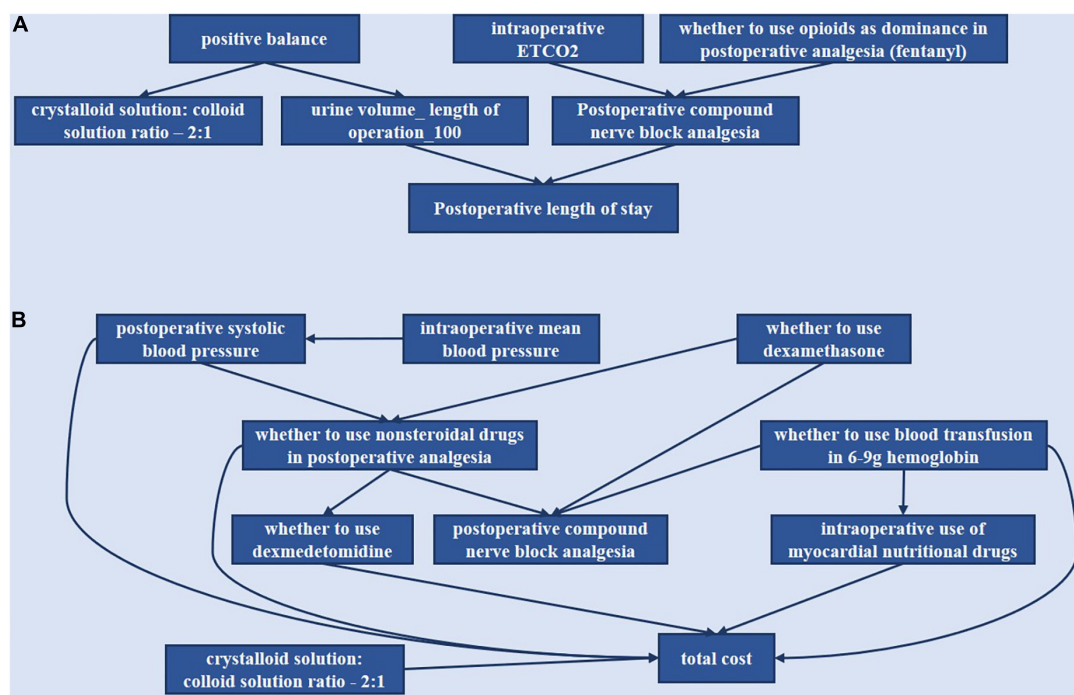 A
positive balance
intraoperative
ETCO2
whether to use opioids as dominance in
postoperative analgesia (fentanyl)
crystalloid solution: colloid
solution ratio – 2:1
urine volume_ length of
operation_100
Postoperative compound
nerve block analgesia
Postoperative length of stay
B
postoperative systolic
blood pressure
intraoperative mean
blood pressure
whether to use
dexamethasone
whether to use nonsteroidal drugs
in postoperative analgesia
whether to use blood transfusion
in 6-9g hemoglobin
whether to use
dexmedetomidine
postoperative compound
nerve block analgesia
intraoperative use of
myocardial nutritional drugs
total cost
crystalloid solution:
colloid solution ratio - 2:1